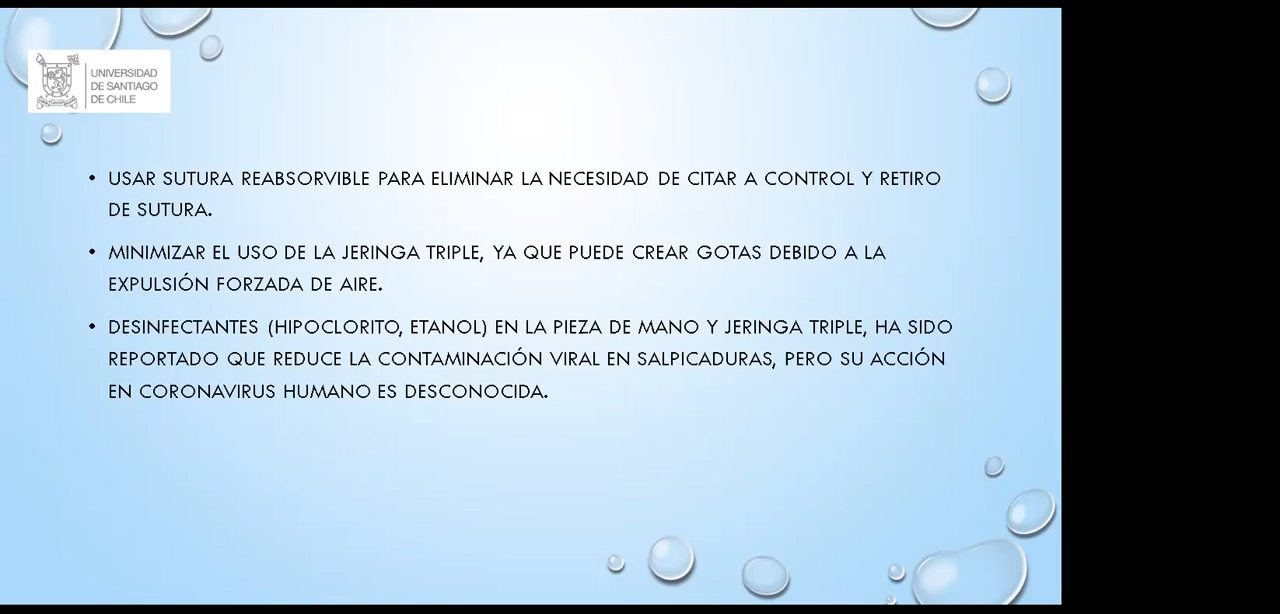 UNIVERSIDAD
DE SANTIAGO
DE CHILE
• USAR SUTURA REABSORVIBLE PARA ELIMINAR LA NECESIDAD DE CITAR A CONTROL Y RETIRO
DE SUTURA.
• MINIMIZAR EL USO DE LA JERINGA TRIPLE, YA QUE PUEDE CREAR GOTAS DEBIDO A LA
EXPULSIÓN FORZADA DE AIRE.
• DESINFECTANTES (HIPOCLORITO, ETANOL) EN LA PIEZA DE MANO Y JERINGA TRIPLE, HA SIDO
REPORTADO QUE REDUCE LA CONTAMINACIÓN VIRAL EN SALPICADURAS, PERO SU ACCIÓN
EN CORONAVIRUS HUMANO ES DESCONOCIDA.